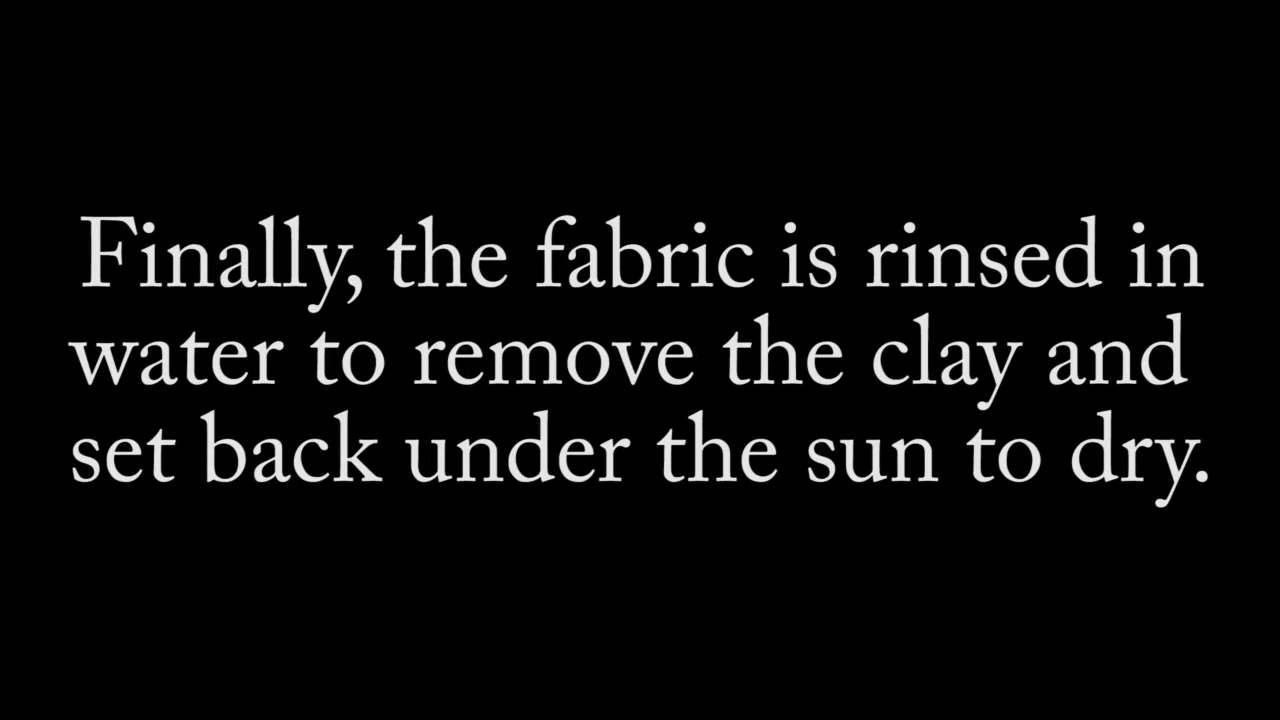 Finally, the fabric is rinsed in
water to remove the clay and
set back under the sun to dry.